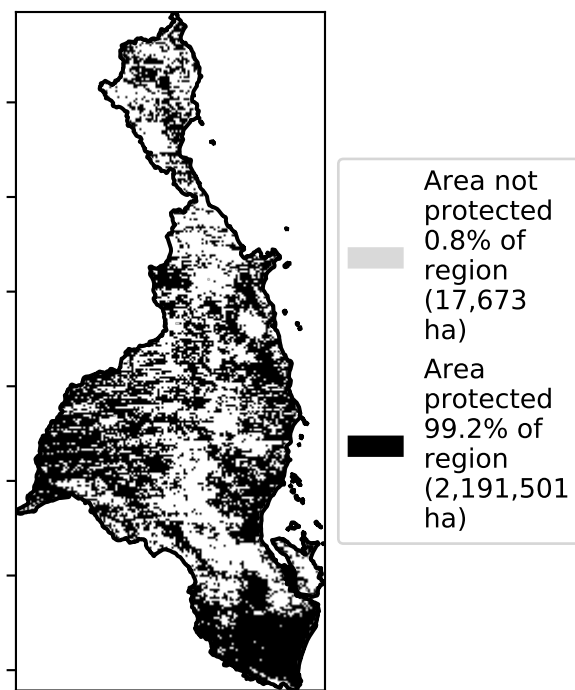 Area not
protected
0.8% of
region
(17,673
ha)
Area
protected
99.2% of
region
(2,191,501
ha)